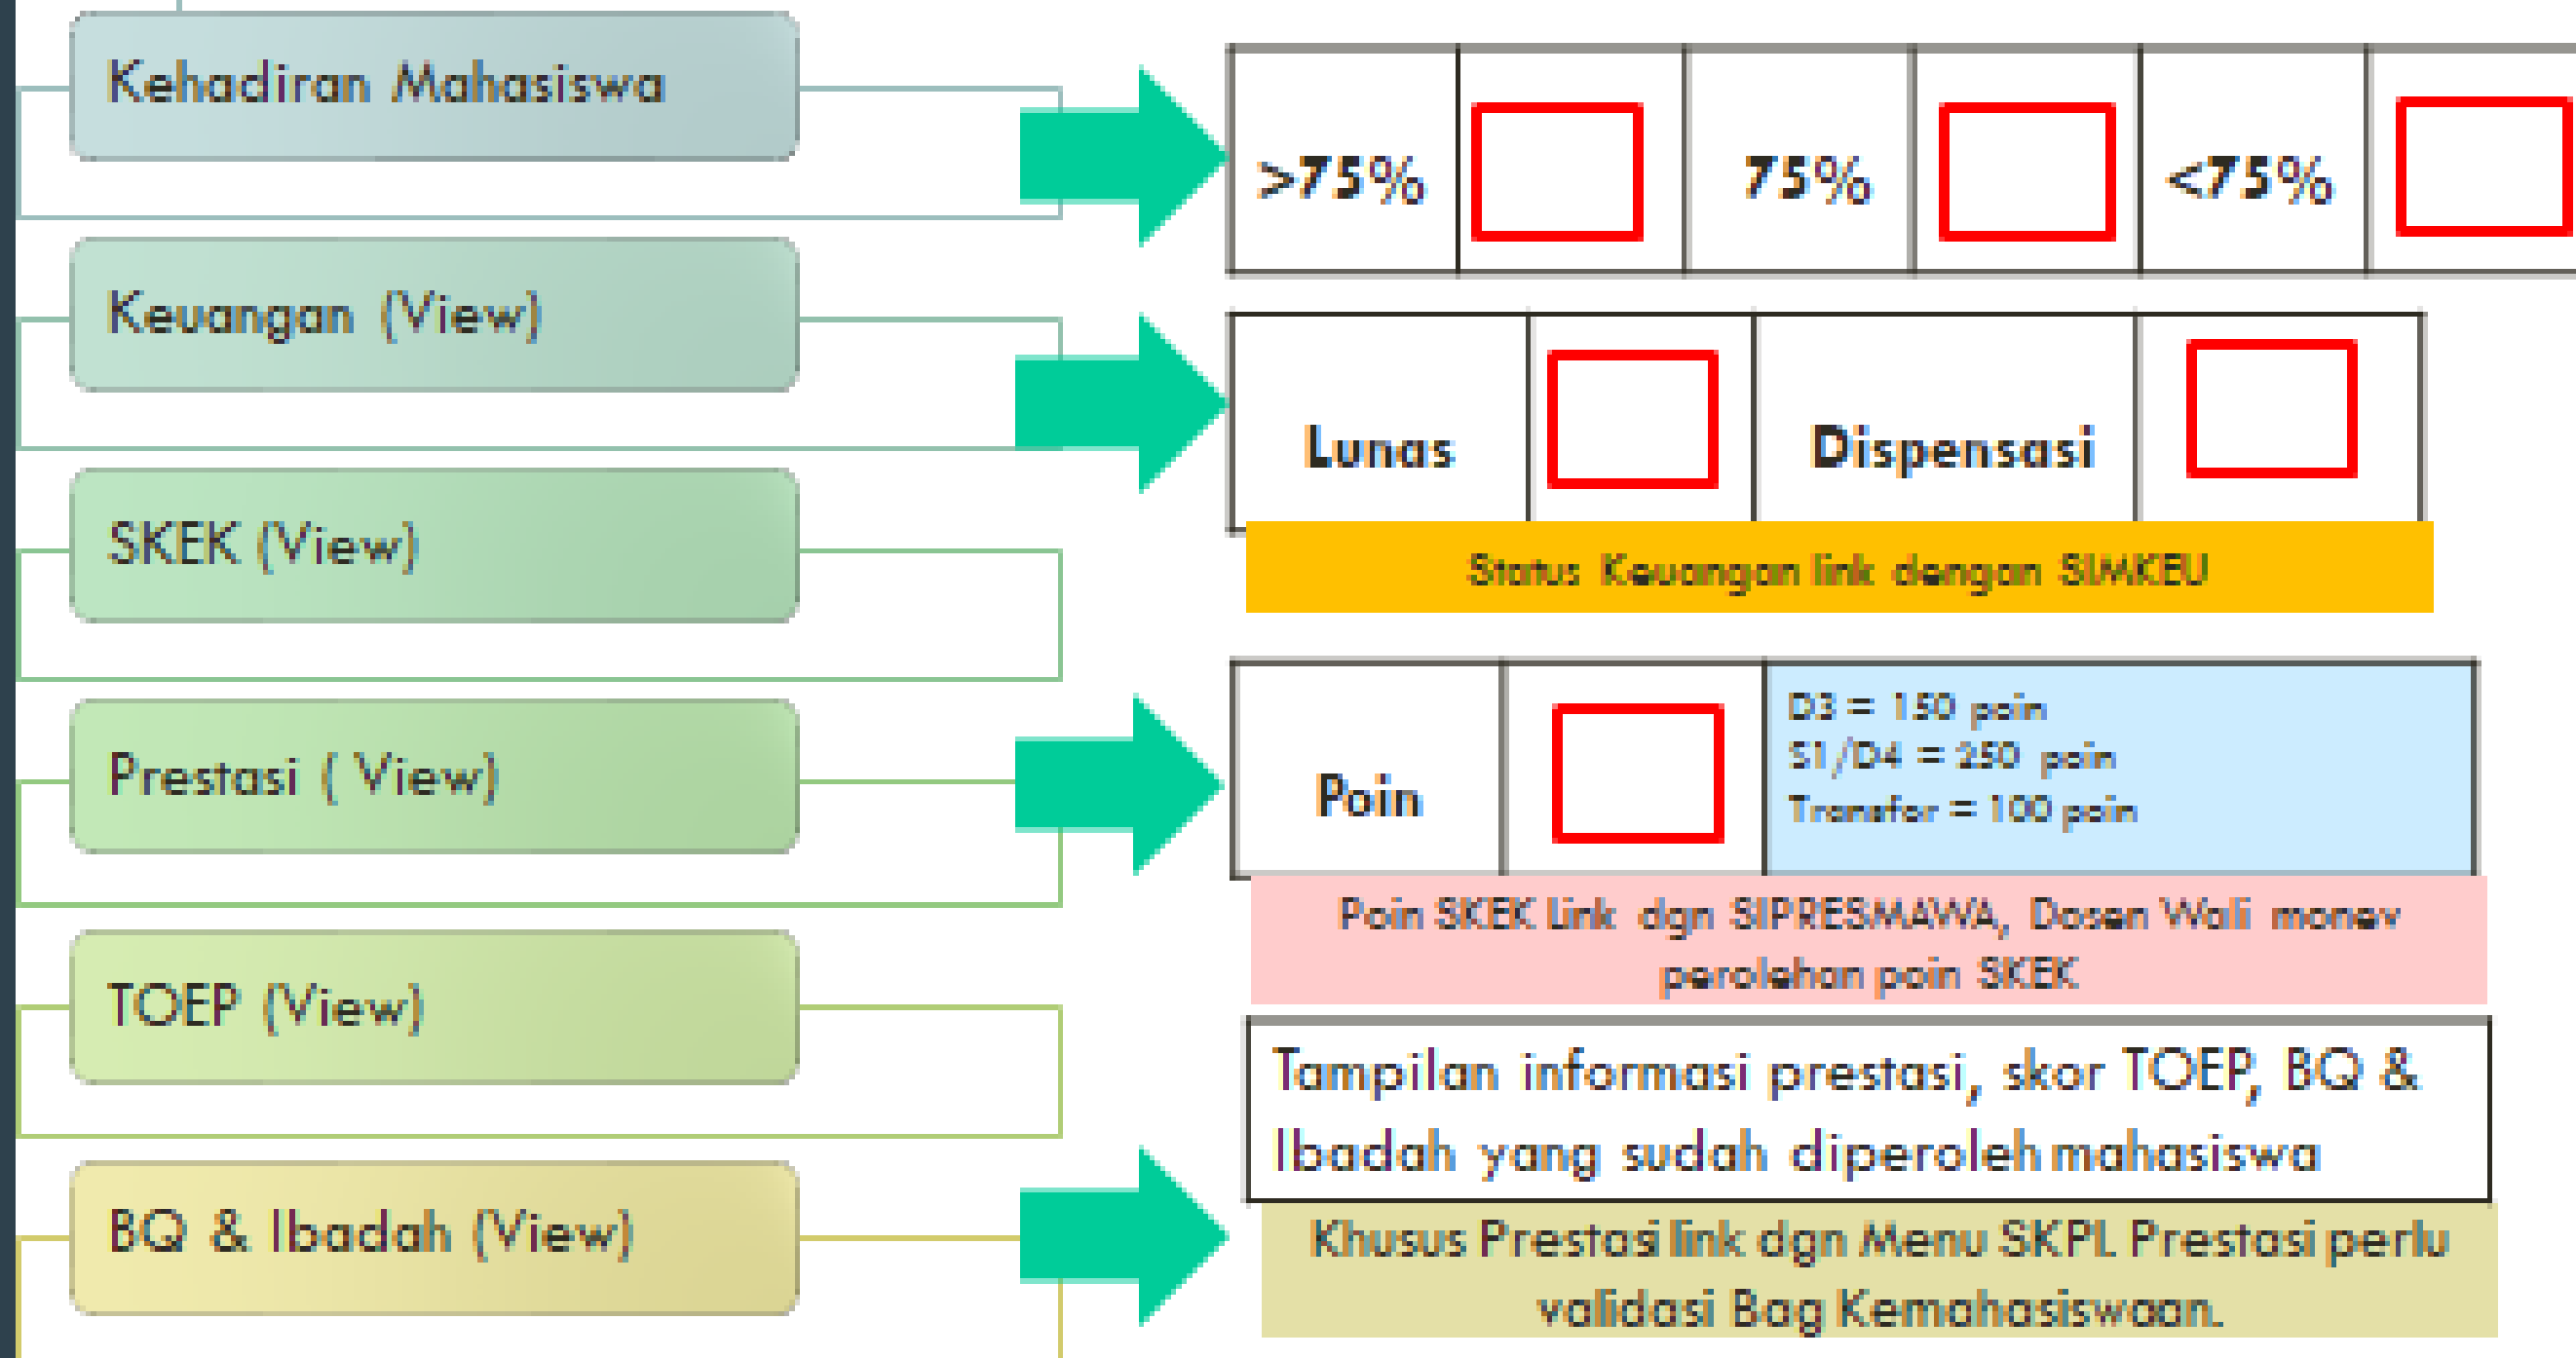 Kehadiran Mahasiswa
>75%
75%
<75%
Keuangan (View)
Lunas
Dispensasi
Status Keuangan link dengan SIMKEU
SKEK (View)
Prestasi ( View)
Poin
D3 = 150 poin
S1/D4 = 250 poin
Transfer = 100 poin
Poin SKEK Link dgn SIPRESMAWA, Dosen Wali monev
perolehan poin SKEK
TOEP (View)
Tampilan informasi prestasi, skor TOEP, BQ &
Ibadah yang sudah diperoleh mahasiswa
BQ & Ibadah (View)
Khusus Prestasi link dgn Menu SKPL Prestasi perlu
validasi Bag Kemahasiswaan.